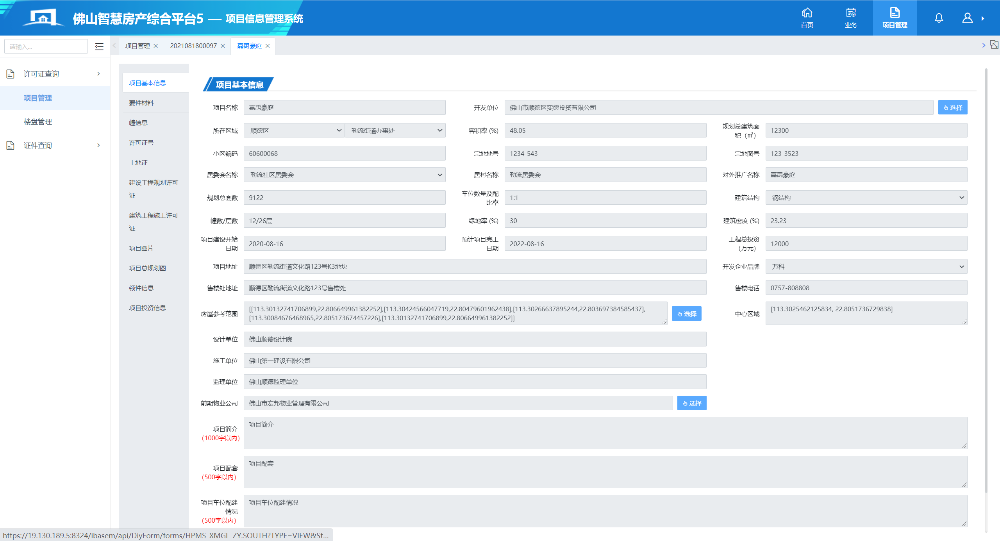 佛山智慧房产综合平台5 — 项目信息管理系统
首页
业务
项目管理
请输入...
项目管理
2021081800097
嘉禹豪庭
许可证查询
项目管理
楼盘管理
证件查询
项目基本信息
要件材料
幢信息
许可证号
土地证
建设工程规划许可
证
建筑工程施工许可
证
项目图片
项目总规划图
领件信息
项目投资信息
项目基本信息
项目名称 嘉禹豪庭
开发单位 佛山市顺德区实德投资有限公司 选择
所在区域 顺德区 勒流街道办事处
容积率 (%) 48.05
规划总建筑面
积（㎡） 12300
小区编码 60600068
宗地地号 1234-543
宗地图号 123-3523
居委会名称 勒流社区居委会
居村名称 勒流居委会
对外推广名称 嘉禹豪庭
规划总套数 9122
车位数量及配
比率 1:1
建筑结构 钢结构
幢数/层数 12/26层
绿地率 (%) 30
建筑密度 (%) 23.23
项目建设开始
日期 2020-08-16
预计项目完工
日期 2022-08-16
工程总投资
（万元） 12000
项目地址 顺德区勒流街道文化路123号K3地块
开发企业品牌 万科
售楼处地址 顺德区勒流街道文化路123号售楼处
售楼电话 0757-808808
房屋参考范围
[[113.30132741706899,22.806649961382252],[113.30424566047719,22.80479601962438],[113.30266637895244,22.803697384585437],
[113.30084676468965,22.805173674457226],[113.30132741706899,22.806649961382252]]
选择
中心区域 [113.3025462125834, 22.8051736729838]
设计单位 佛山顺德设计院
施工单位 佛山第一建设有限公司
监理单位 佛山顺德监理单位
前期物业公司 佛山市宏邦物业管理有限公司 选择
项目简介
（1000字以内）
项目简介
项目配套
（500字以内）
项目配套
项目车位配建
情况
（500字以内）
项目车位配建情况
https://19.130.189.5:8324/ibasem/api/DiyForm/forms/HPMS_XMGL_ZY.SOUTH?TYPE=VIEW&St...